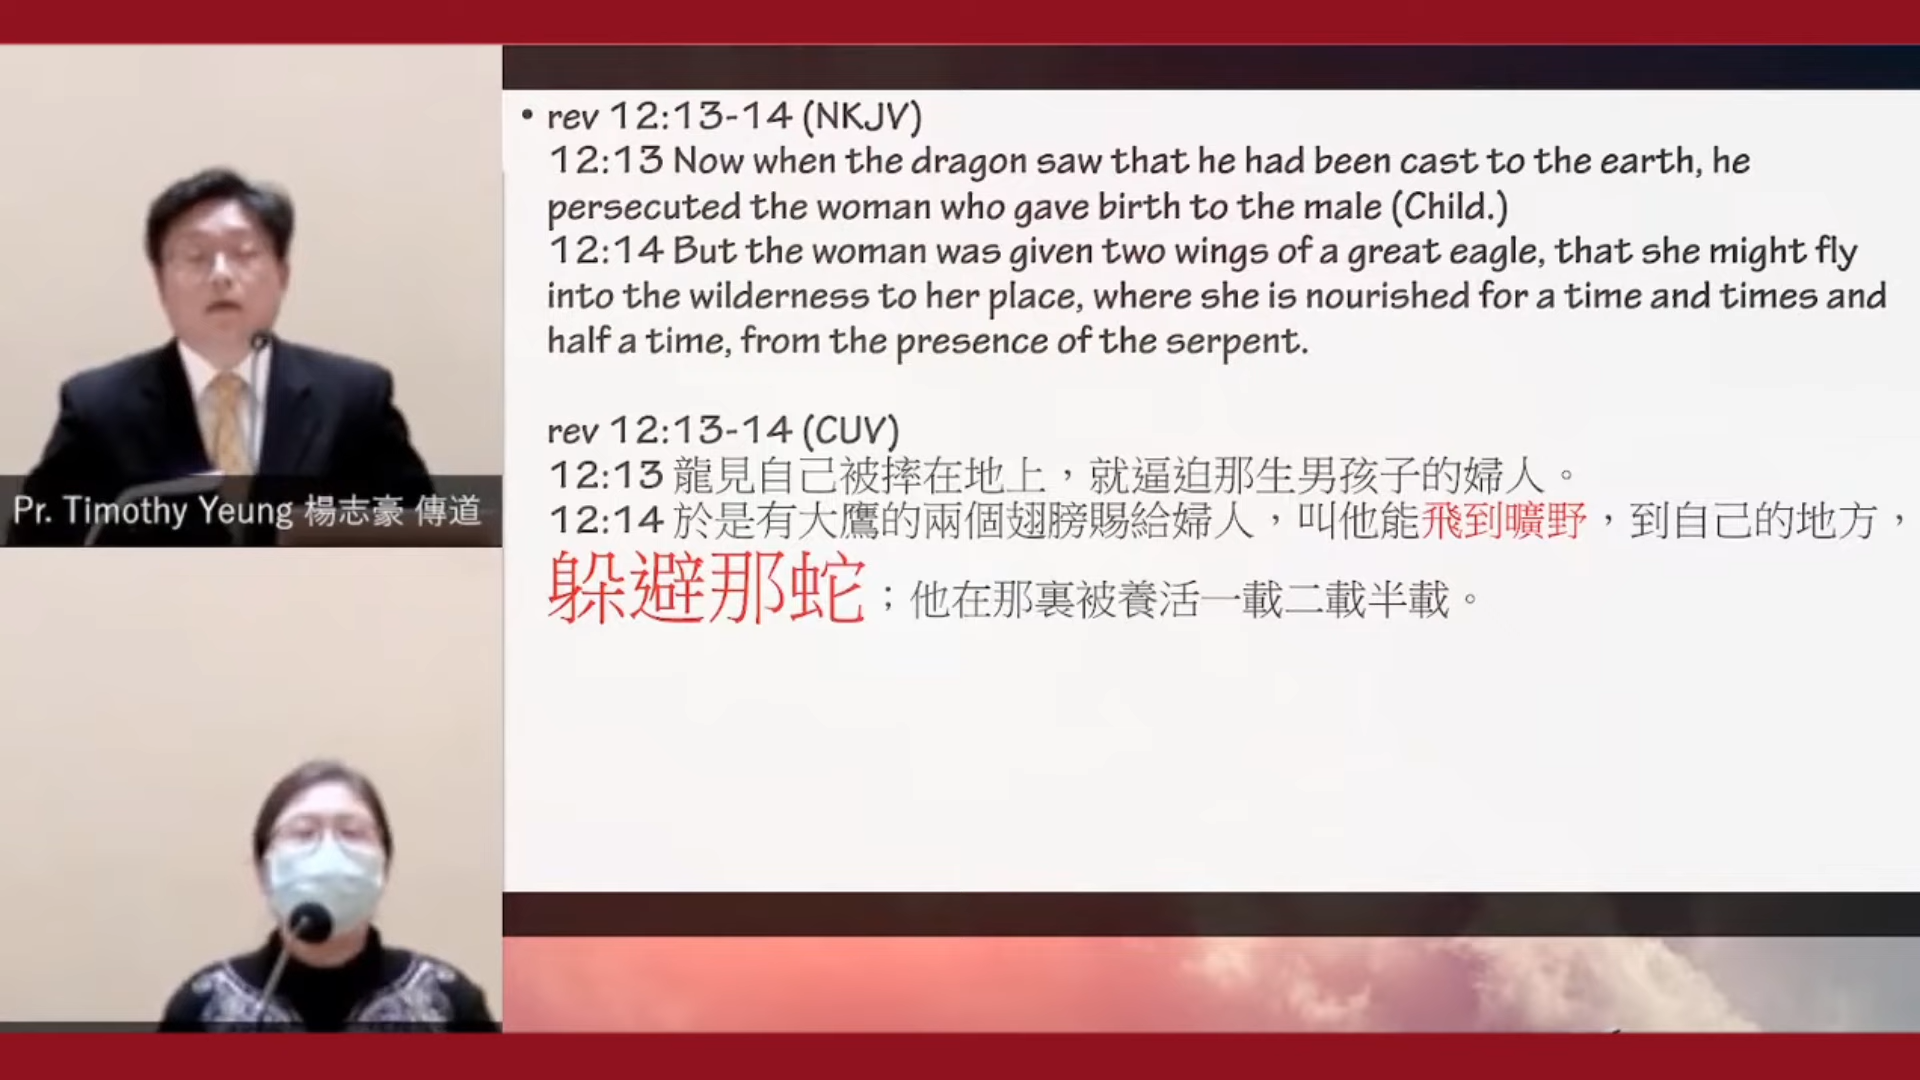 • rev 12:13-14 (NKJV)
12:13 Now when the dragon saw that he had been cast to the earth, he
persecuted the woman who gave birth to the male (Child.)
12:14 But the woman was given two wings of a great eagle, that she might fly
into the wilderness to her place, where she is nourished for a time and times and
half a time, from the presence of the serpent.
rev 12:13-14 (CUV)
12:13 龍見自己被摔在地上，就逼迫那生男孩子的婦人。
12:14 於是有大鷹的兩個翅膀賜給婦人，叫他能飛到曠野，到自己的地方，
躲避那蛇；他在那裏被養活一載二載半載。
Pr. Timothy Yeung 楊志豪 傳道